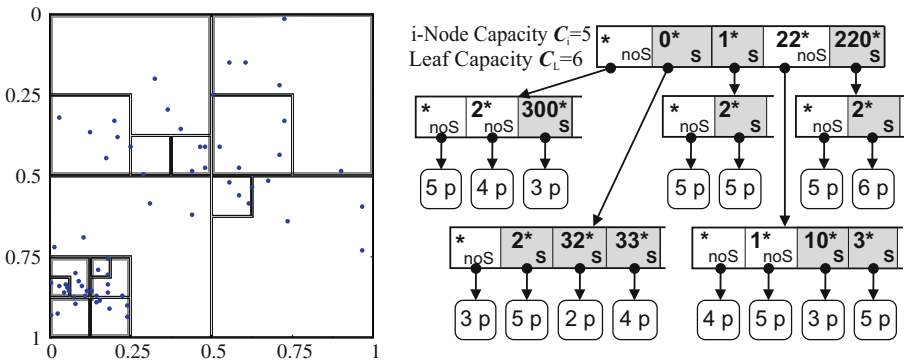 0
0.25
0.5
0.75
1
0 0.25 0.5 0.75 1
i-Node Capacity Cᵢ=5
Leaf Capacity C_L=6
* noS 0* S 1* S 22* noS 220* S
* noS 2* noS 300* S
* noS 2* S
* noS 2* S
5 p 4 p 3 p 5 p 5 p 5 p 6 p
* noS 2* S 32* S 33* S
* noS 1* noS 10* S 3* S
3 p 5 p 2 p 4 p 4 p 5 p 3 p 5 p